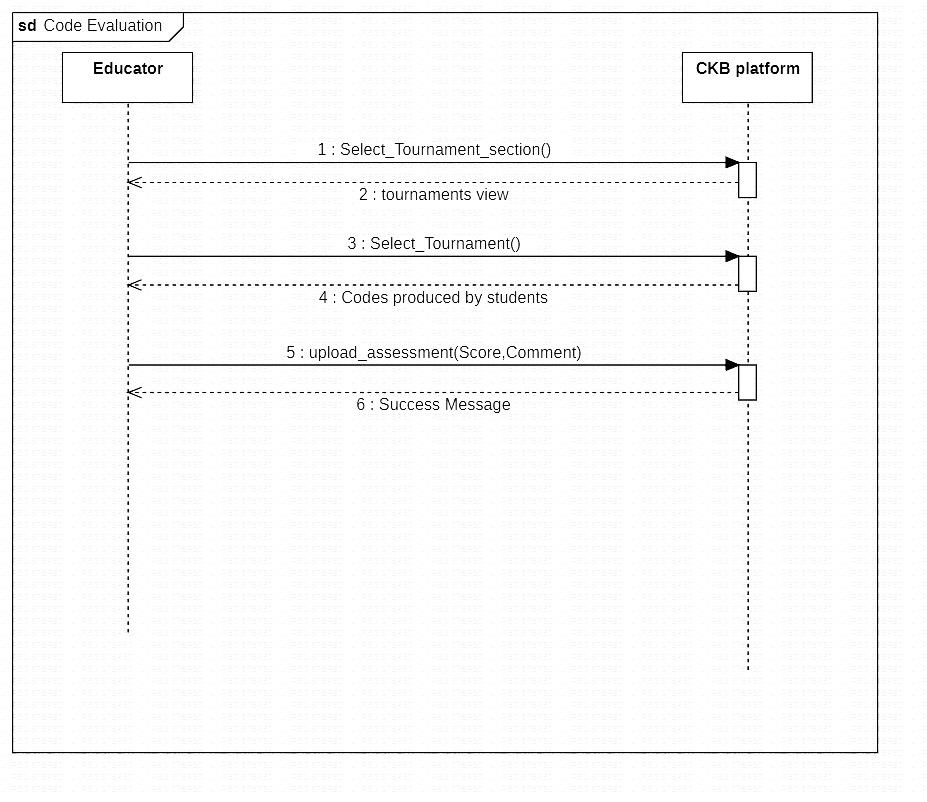 sd Code Evaluation
Educator
CKB platform
1 : Select_Tournament_section()
2 : tournaments view
3 : Select_Tournament()
4 : Codes produced by students
5 : upload_assessment(Score,Comment)
6 : Success Message